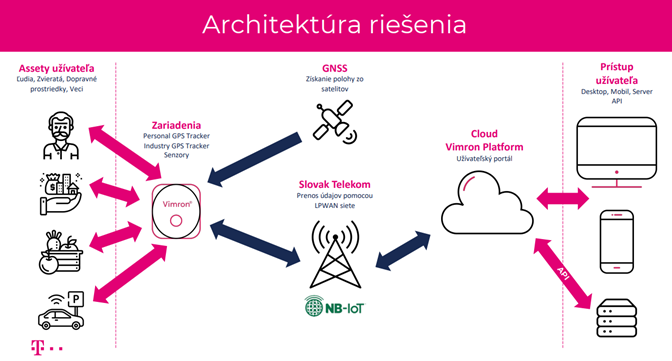 Architektúra riešenia
Assety užívateľa
Ľudia, Zvieratá, Dopravné
prostriedky, Veci
Zariadenia
Personal GPS Tracker
Industry GPS Tracker
Senzory
Vimron®
GNSS
Získanie polohy zo
satelitov
Slovak Telekom
Prenos údajov pomocou
LPWAN siete
NB-IoT
Cloud
Vimron Platform
Užívateľský portál
Prístup
užívateľa
Desktop, Mobil, Server
API
API
P
$
T